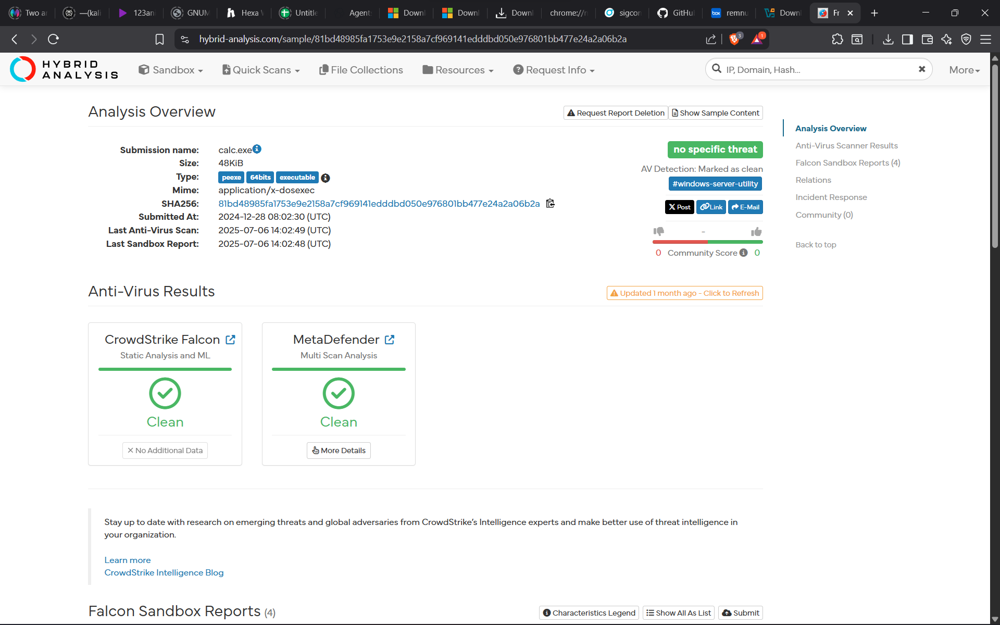 Two a
—(kali
123ani
GNUM
Hexa
Untitle
Agent
Downl
Downl
Downl
chrome://n
sigcon
GitHu
box
remnu
Downl
Fr
hybrid-analysis.com/sample/81bd48985fa1753e9e2158a7cf969141edddbd050e976801bb477e24a2a06b2a
3
1
HYBRID
ANALYSIS
Sandbox
Quick Scans
File Collections
Resources
Request Info
IP, Domain, Hash...
More
Analysis Overview
Request Report Deletion
Show Sample Content
Submission name: calc.exe
Size: 48KiB
Type: peexe 64bits executable
Mime: application/x-dosexec
SHA256: 81bd48985fa1753e9e2158a7cf969141edddbd050e976801bb477e24a2a06b2a
Submitted At: 2024-12-28 08:02:30 (UTC)
Last Anti-Virus Scan: 2025-07-06 14:02:49 (UTC)
Last Sandbox Report: 2025-07-06 14:02:48 (UTC)
no specific threat
AV Detection: Marked as clean
#windows-server-utility
X Post
Link
E-Mail
-
0 Community Score 0
Analysis Overview
Anti-Virus Scanner Results
Falcon Sandbox Reports (4)
Relations
Incident Response
Community (0)
Back to top
Anti-Virus Results
Updated 1 month ago - Click to Refresh
CrowdStrike Falcon
Static Analysis and ML
Clean
No Additional Data
MetaDefender
Multi Scan Analysis
Clean
More Details
Stay up to date with research on emerging threats and global adversaries from CrowdStrike's Intelligence experts and make better use of threat intelligence in
your organization.
Learn more
CrowdStrike Intelligence Blog
Falcon Sandbox Reports (4)
Characteristics Legend
Show All As List
Submit